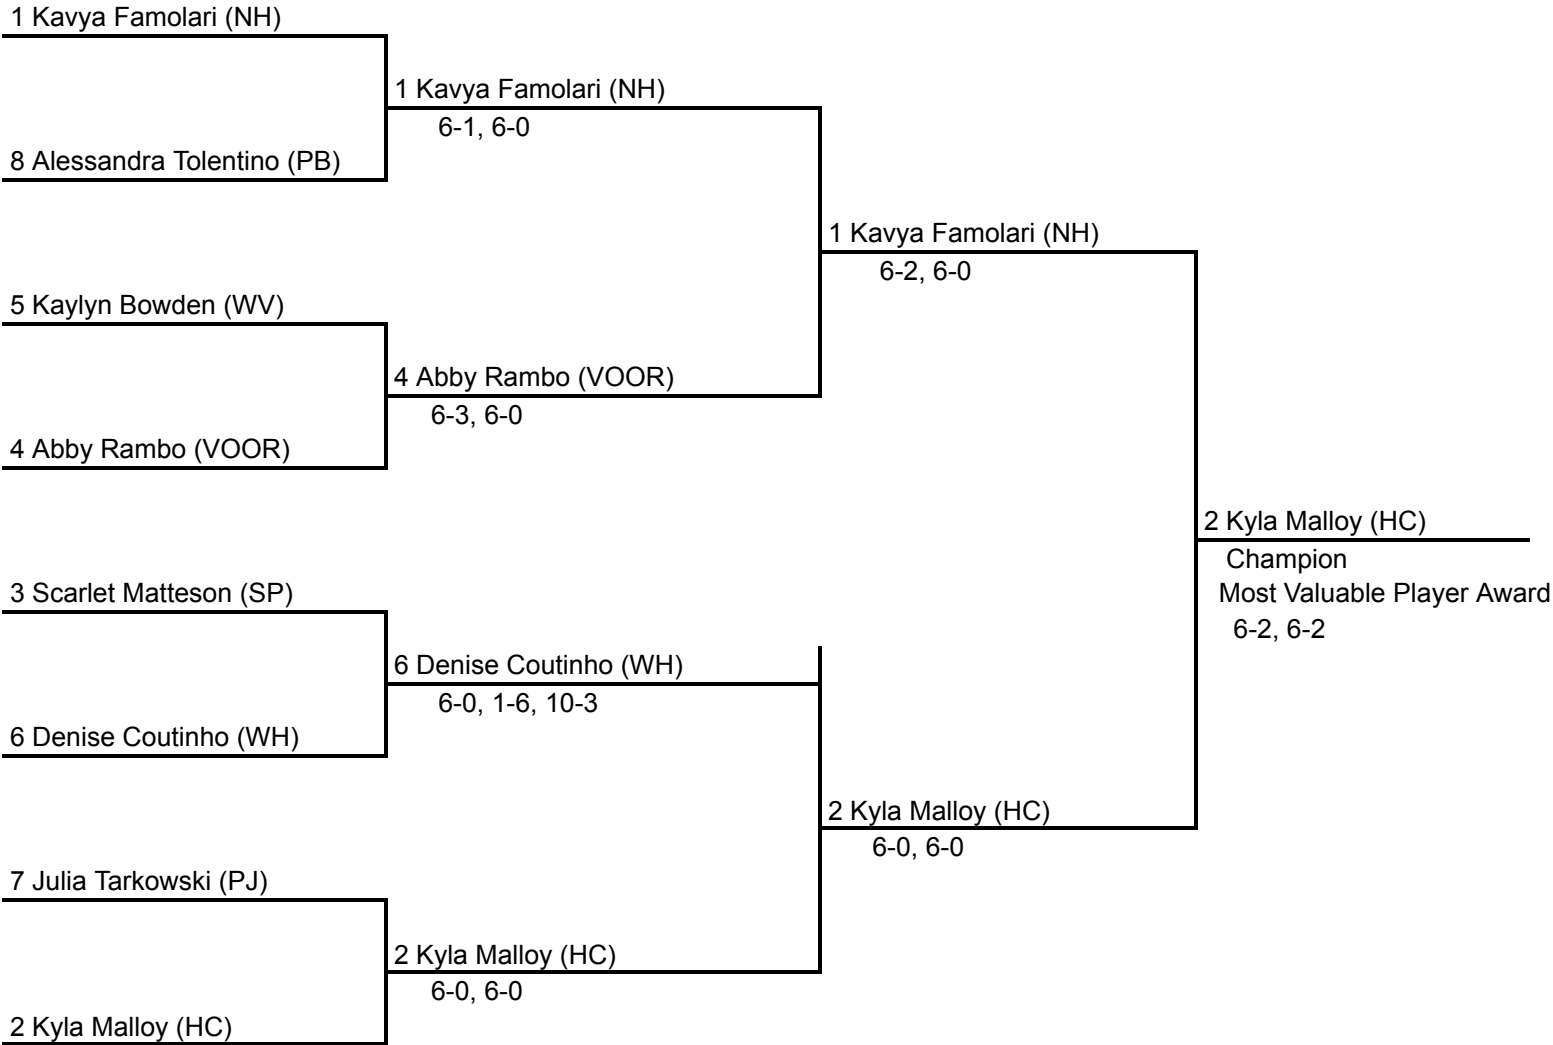 1 Kavya Famolari (NH)
1 Kavya Famolari (NH)
6-1, 6-0
8 Alessandra Tolentino (PB)
1 Kavya Famolari (NH)
6-2, 6-0
5 Kaylyn Bowden (WV)
4 Abby Rambo (VOOR)
6-3, 6-0
4 Abby Rambo (VOOR)
2 Kyla Malloy (HC)
Champion
Most Valuable Player Award
6-2, 6-2
3 Scarlet Matteson (SP)
6 Denise Coutinho (WH)
6-0, 1-6, 10-3
6 Denise Coutinho (WH)
2 Kyla Malloy (HC)
6-0, 6-0
7 Julia Tarkowski (PJ)
2 Kyla Malloy (HC)
6-0, 6-0
2 Kyla Malloy (HC)